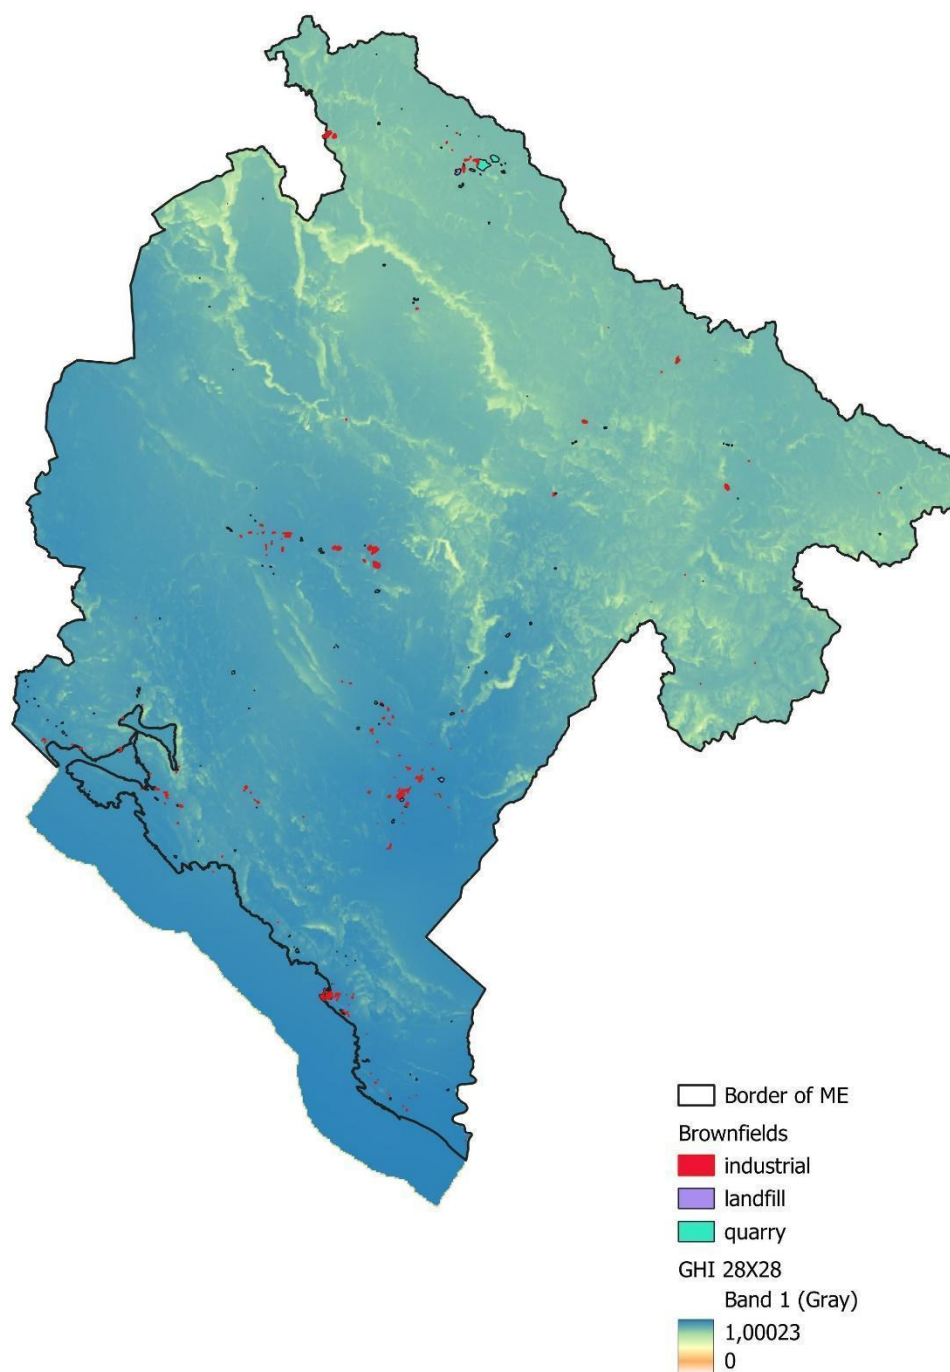 Border of ME
Brownfields
industrial
landfill
quarry
GHI 28X28
Band 1 (Gray)
1,00023
0